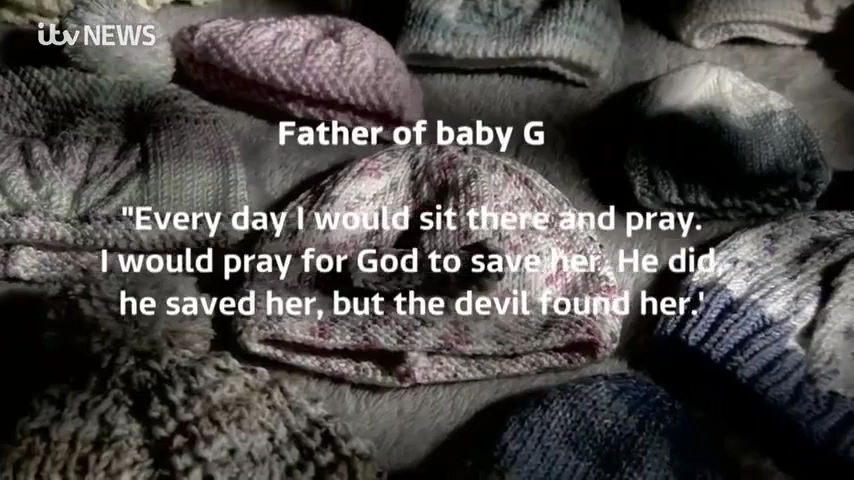 itv NEWS
Father of baby G
"Every day I would sit there and pray.
I would pray for God to save her. He did,
he saved her, but the devil found her.'